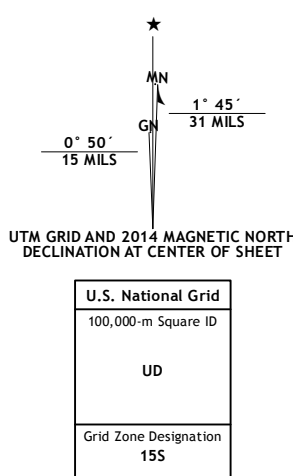 ★
MN
1° 45´
31 MILS
GN
0° 50´
15 MILS
UTM GRID AND 2014 MAGNETIC NORTH
DECLINATION AT CENTER OF SHEET
U.S. National Grid
100,000-m Square ID
UD
Grid Zone Designation
15S